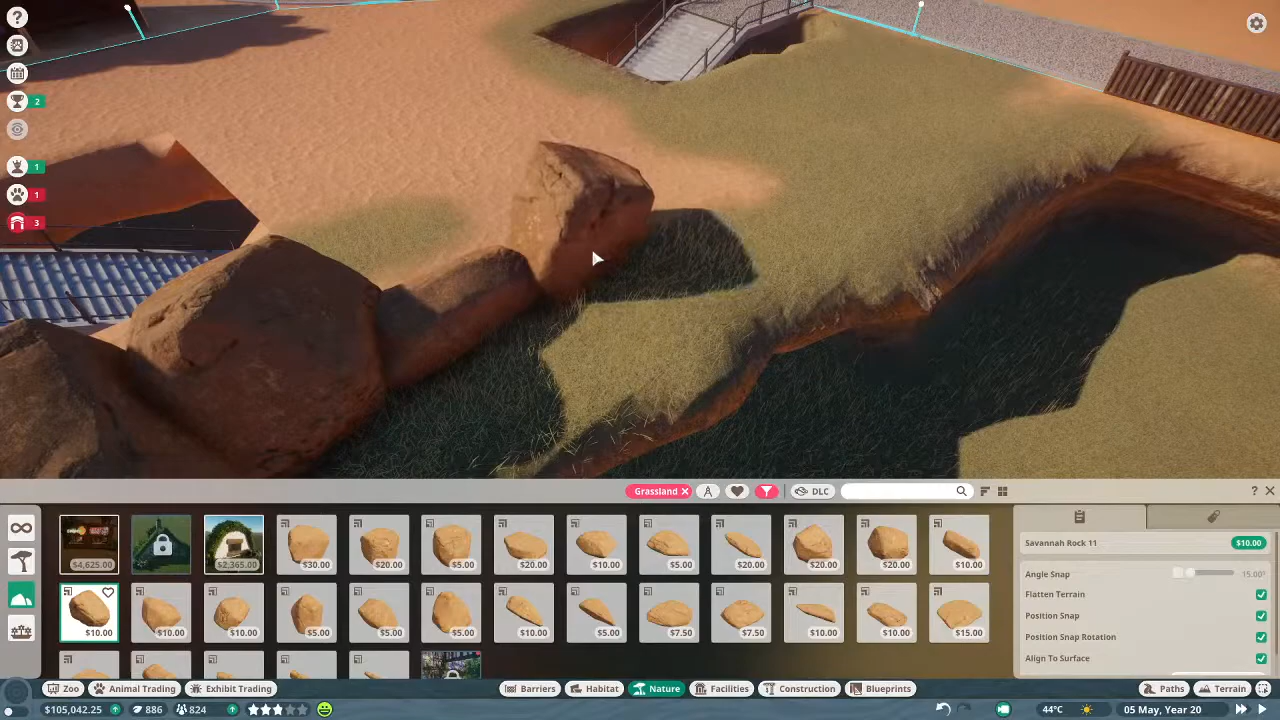 ?
2
1
1
3
Grassland ×
DLC
? ×
$4,625.00
$2,365.00
$30.00
$20.00
$5.00
$20.00
$10.00
$5.00
$20.00
$20.00
$20.00
$10.00
$10.00
$10.00
$10.00
$5.00
$5.00
$5.00
$10.00
$5.00
$7.50
$7.50
$10.00
$10.00
$15.00
Savannah Rock 11
$10.00
Angle Snap
15.00°
Flatten Terrain
Position Snap
Position Snap Rotation
Align To Surface
Zoo
Animal Trading
Exhibit Trading
Barriers
Habitat
Nature
Facilities
Construction
Blueprints
Paths
Terrain
$105,042.25
886
824
44°C
05 May, Year 20